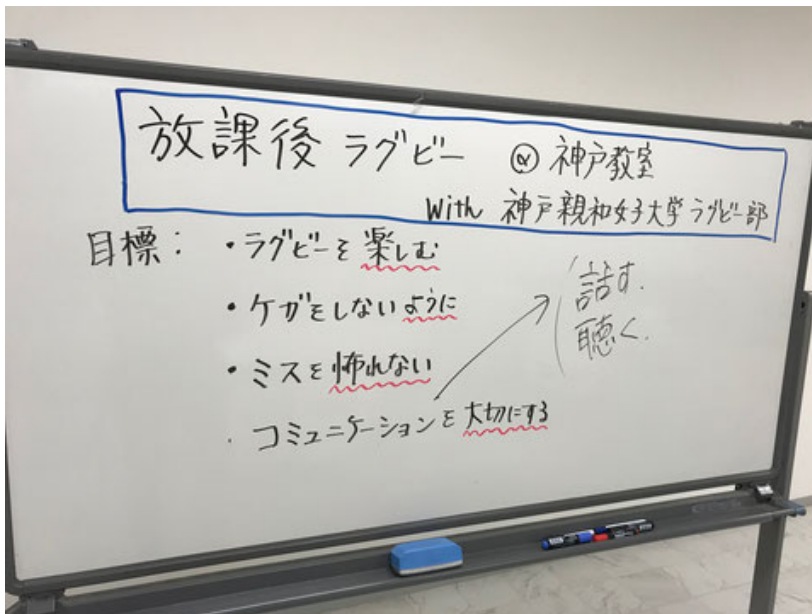 放課後 ラグビー @ 神戸教室
With 神戸親和女子大学 ラグビー部
目標： ・ラグビーを楽しむ
・ケガをしないように
・ミスを怖れない
・コミュニケーションを大切にする
話す.
聴く.